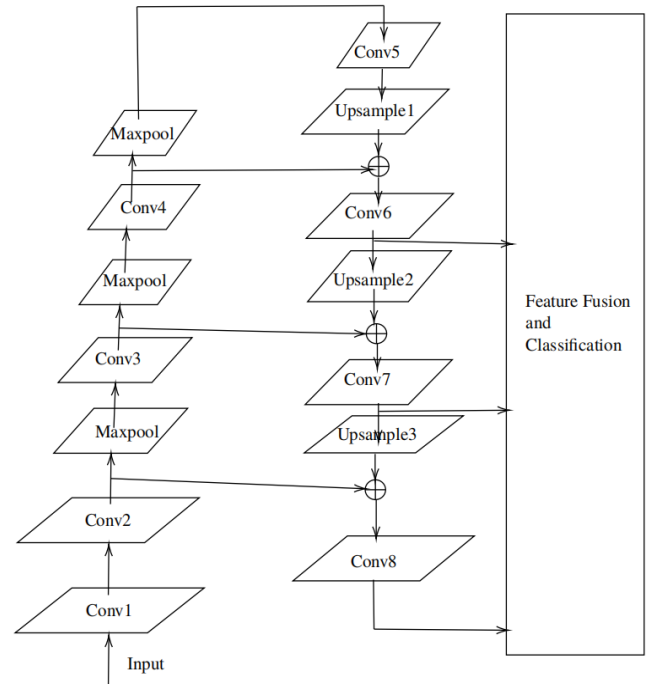 Conv5
Upsample1
Maxpool
Conv4
Conv6
Maxpool
Upsample2
Feature Fusion
and
Classification
Conv3
Conv7
Maxpool
Upsample3
Conv2
Conv8
Conv1
Input